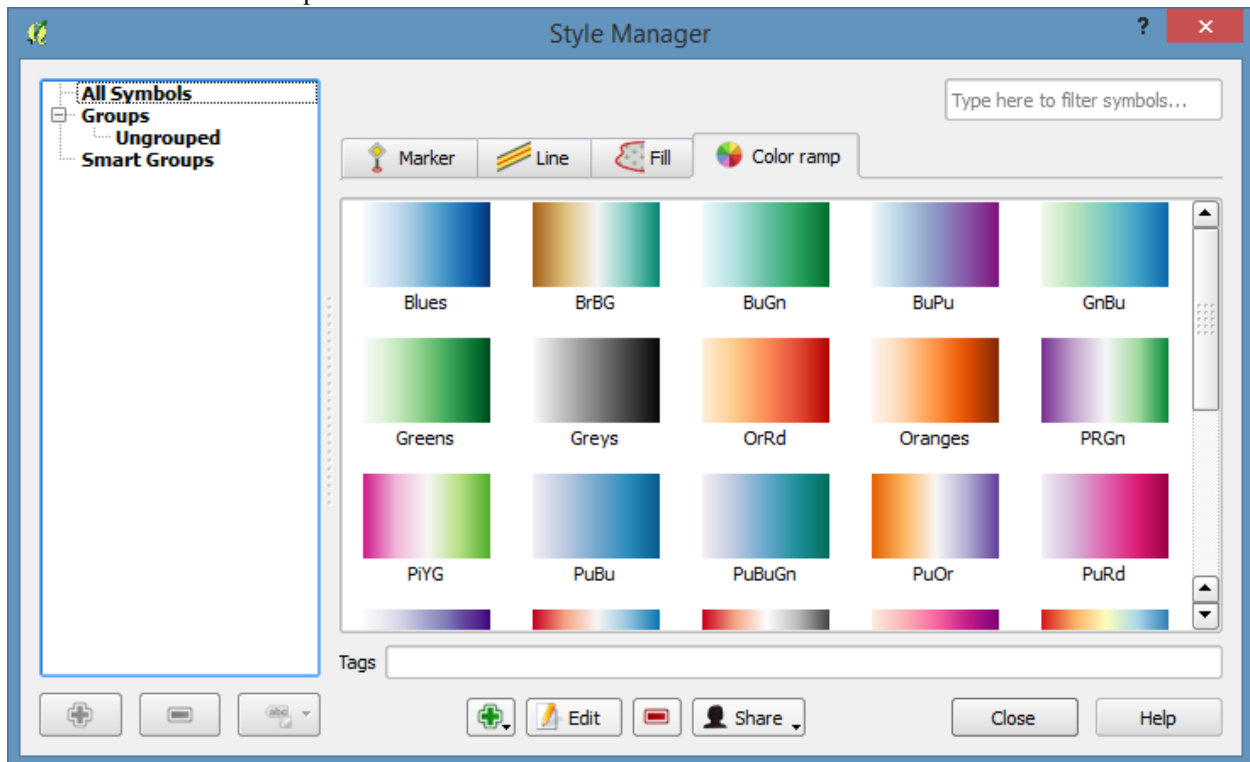 Style Manager
?
All Symbols
Groups
Ungrouped
Smart Groups
Type here to filter symbols...
Marker Line Fill Color ramp
Blues BrBG BuGn BuPu GnBu
Greens Greys OrRd Oranges PRGn
PiYG PuBu PuBuGn PuOr PuRd
Tags
abc Edit Share Close Help